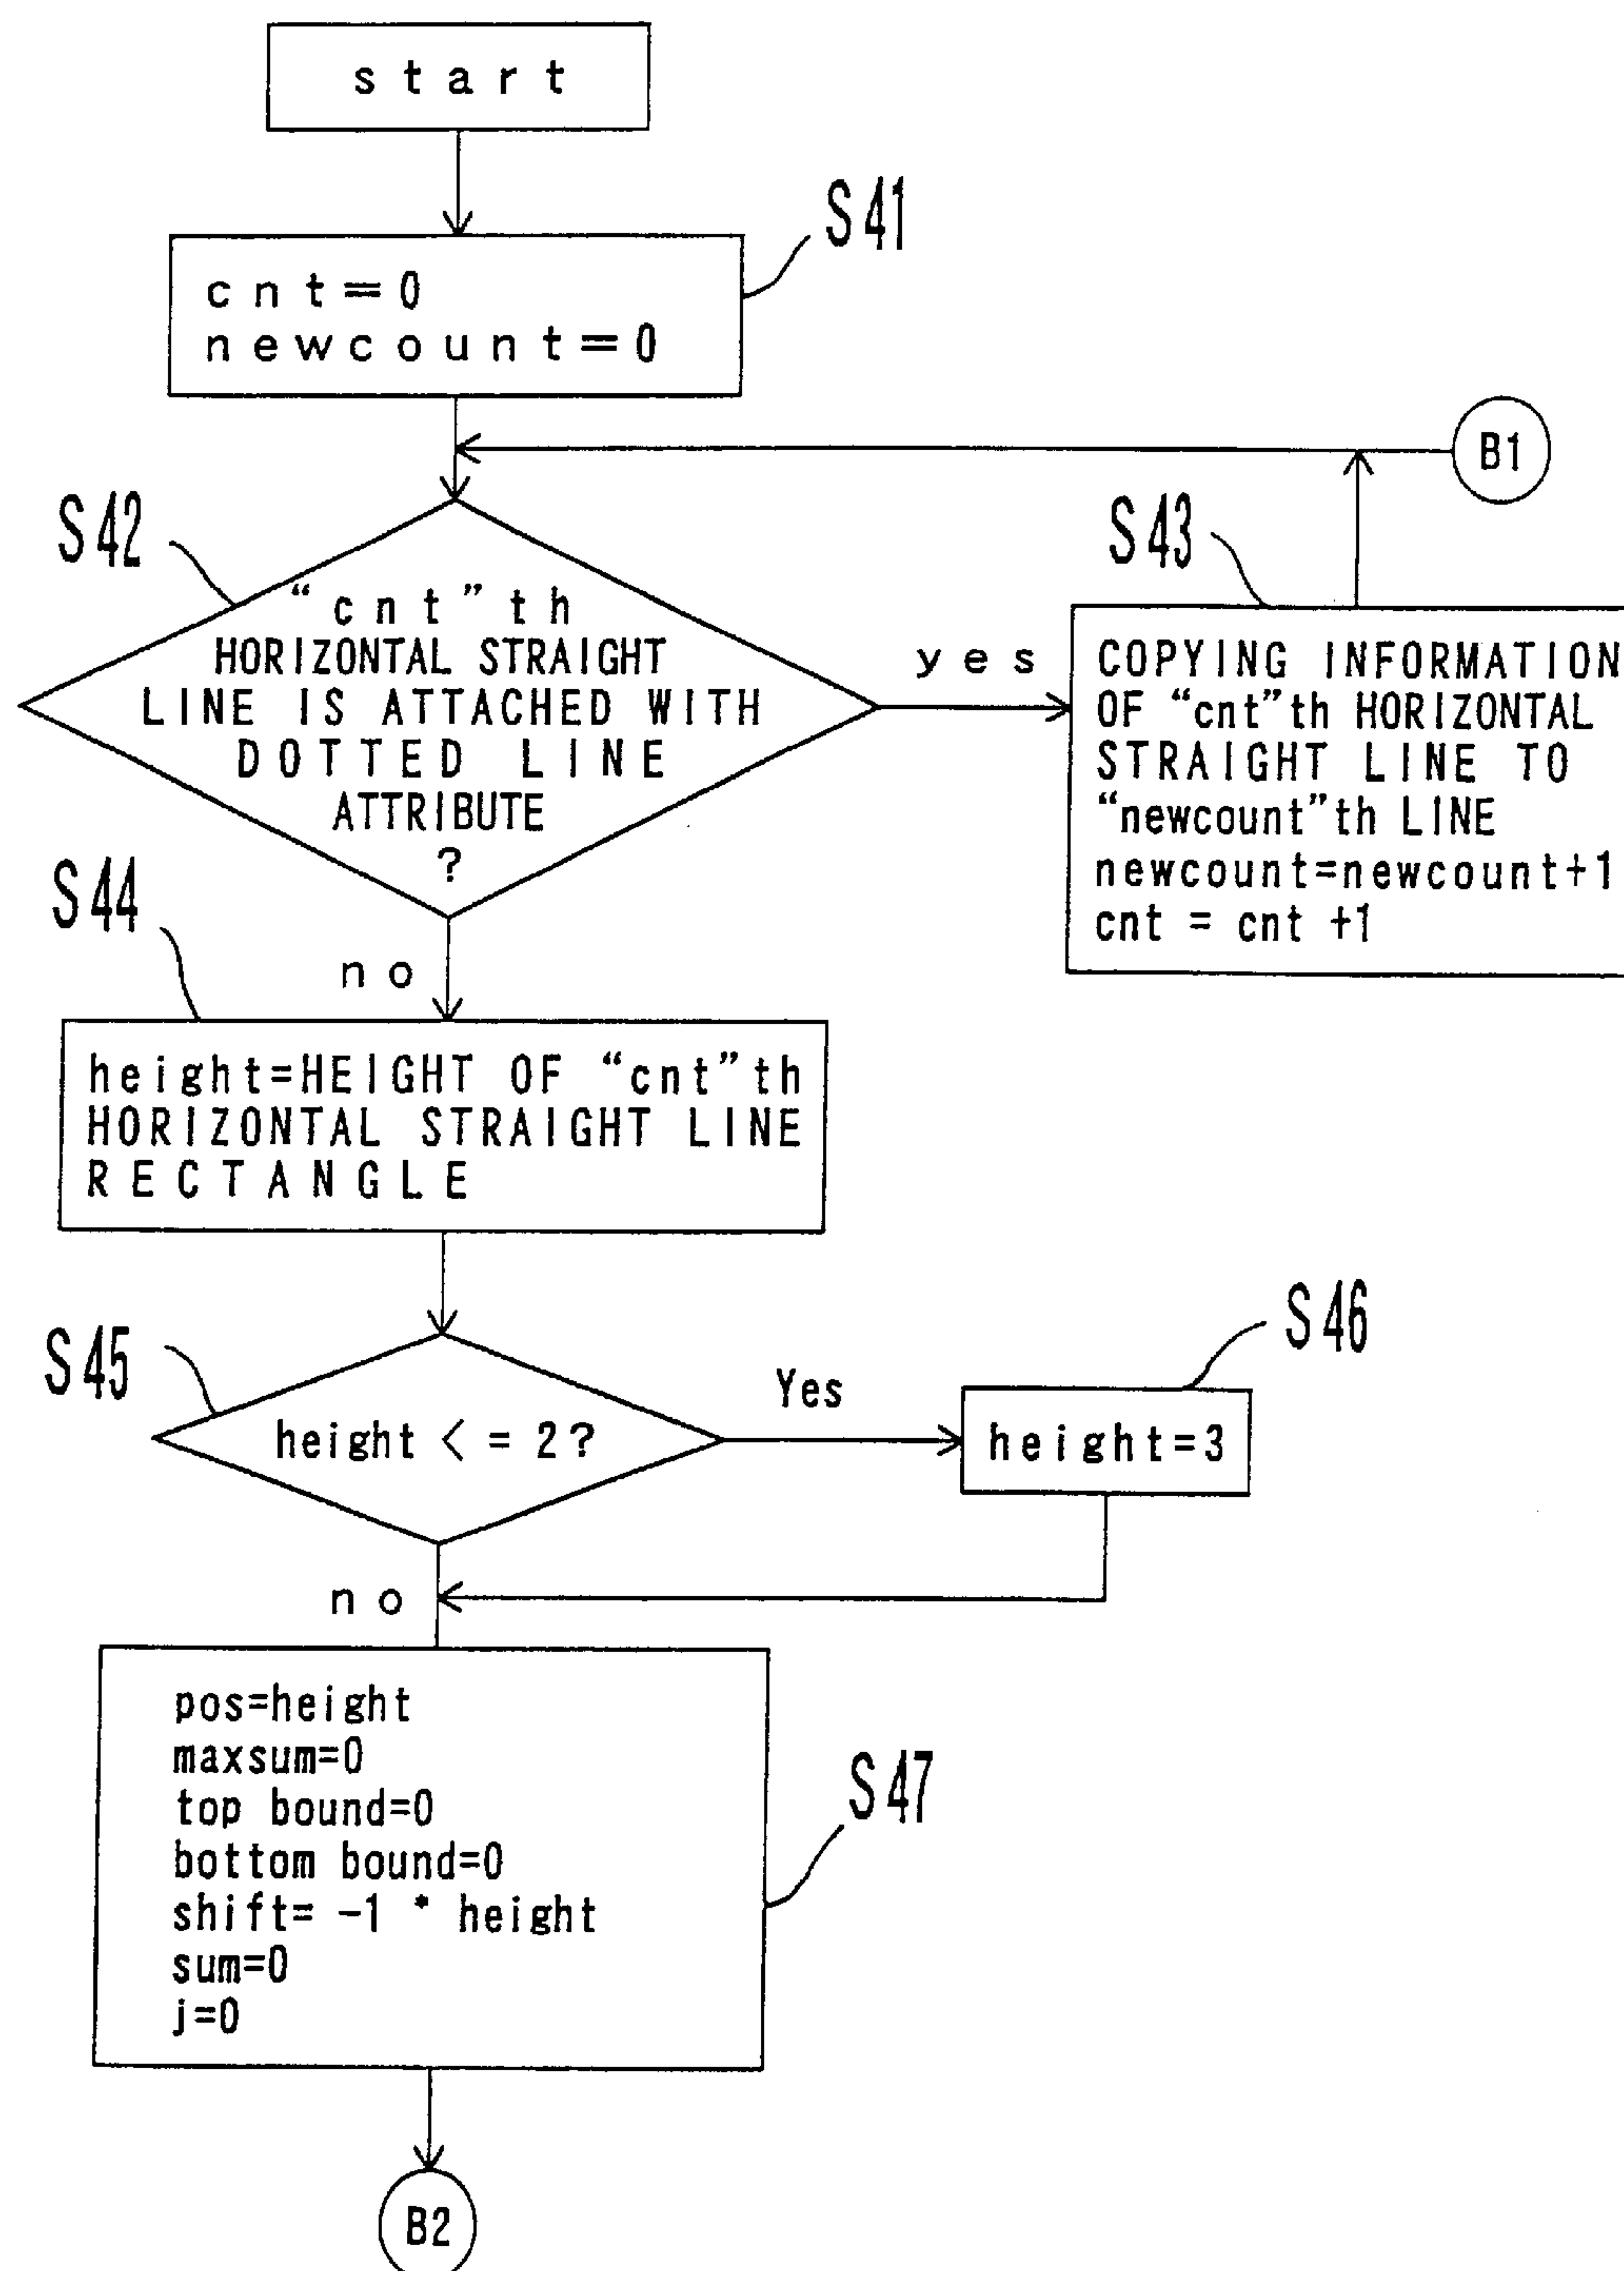 start
S41
cnt=0
newcount=0
B1
S42
"cnt"th
HORIZONTAL STRAIGHT
LINE IS ATTACHED WITH
DOTTED LINE
ATTRIBUTE
?
yes
S43
COPYING INFORMATION
OF "cnt"th HORIZONTAL
STRAIGHT LINE TO
"newcount"th LINE
newcount=newcount+1
cnt = cnt +1
S44
no
height=HEIGHT OF "cnt"th
HORIZONTAL STRAIGHT LINE
RECTANGLE
S45
height < = 2?
Yes
S46
height=3
no
pos=height
maxsum=0
top bound=0
bottom bound=0
shift= -1 * height
sum=0
j=0
S47
B2